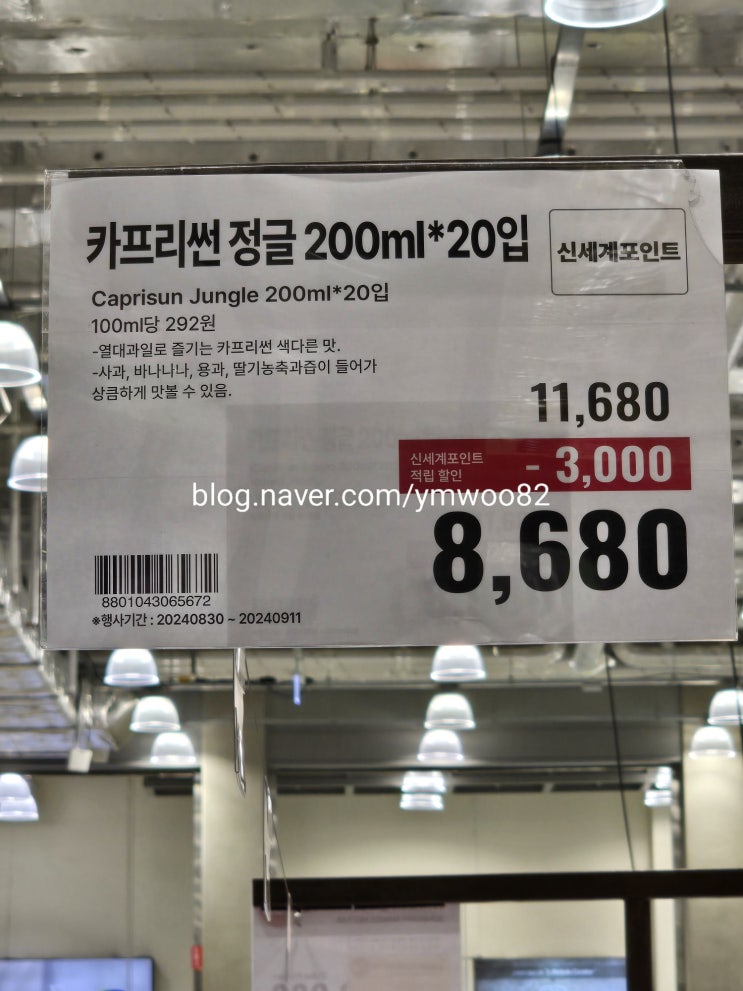 카프리썬 정글 200ml*20입
신세계포인트
Caprisun Jungle 200ml*20입
100ml당 292원
-열대과일로 즐기는 카프리썬 색다른 맛.
-사과, 바나나나, 용과, 딸기농축과즙이 들어가
상큼하게 맛볼 수 있음.
11,680
신세계포인트
적립 할인
- 3,000
blog.naver.com/ymwoo82
8,680
8801043065672
※행사기간 : 20240830 ~ 20240911